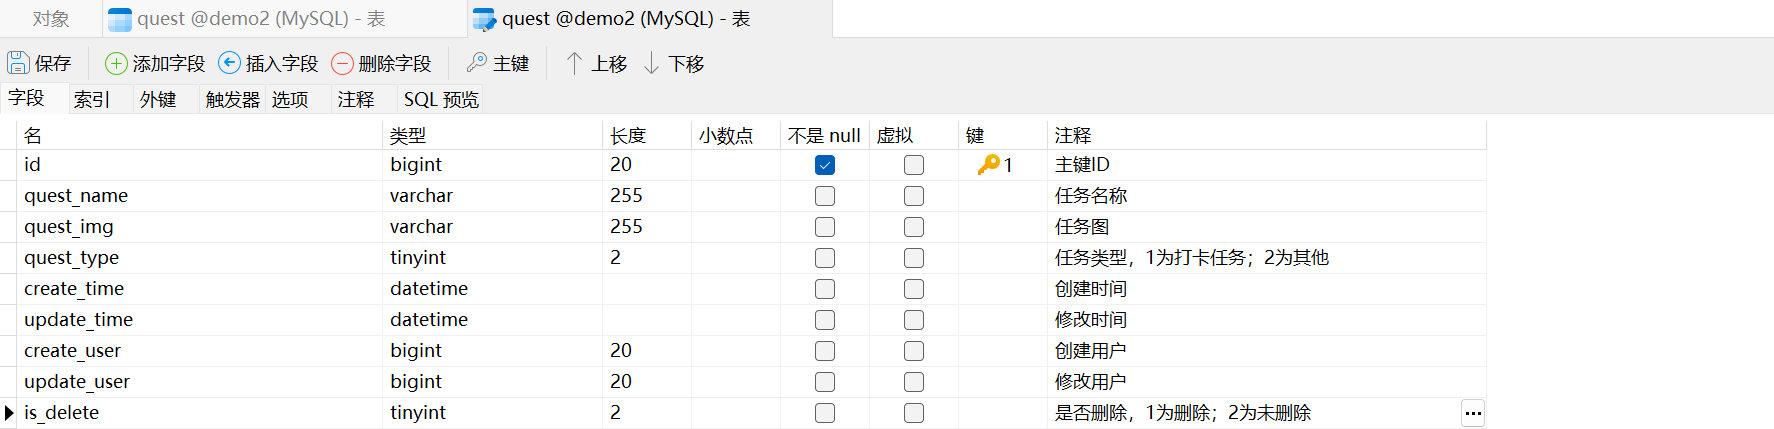 对象 quest @demo2 (MySQL) - 表 quest @demo2 (MySQL) - 表
保存 添加字段 插入字段 删除字段 主键 上移 下移
字段 索引 外键 触发器 选项 注释 SQL 预览
名 类型 长度 小数点 不是 null 虚拟 键 注释
id bigint 20 1 主键ID
quest_name varchar 255 任务名称
quest_img varchar 255 任务图
quest_type tinyint 2 任务类型，1为打卡任务；2为其他
create_time datetime 创建时间
update_time datetime 修改时间
create_user bigint 20 创建用户
update_user bigint 20 修改用户
is_delete tinyint 2 是否删除，1为删除；2为未删除